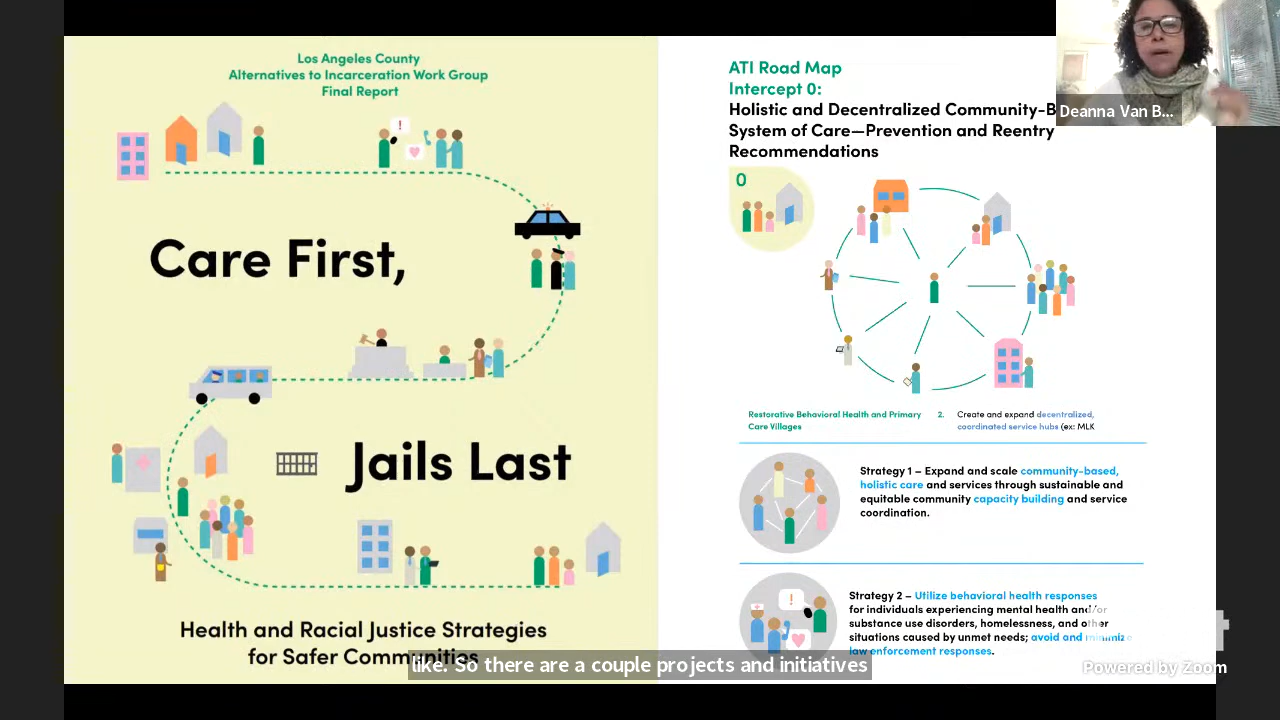 Los Angeles County
Alternatives to Incarceration Work Group
Final Report
Care First,
Jails Last
Health and Racial Justice Strategies
for Safer Communities
ATI Road Map
Intercept 0:
Holistic and Decentralized Community-B
System of Care—Prevention and Reentry
Recommendations
0
Restorative Behavioral Health and Primary
Care Villages
2. Create and expand decentralized,
coordinated service hubs (ex: MLK
Strategy 1 – Expand and scale community-based,
holistic care and services through sustainable and
equitable community capacity building and service
coordination.
Strategy 2 – Utilize behavioral health responses
for individuals experiencing mental health and/or
substance use disorders, homelessness, and other
situations caused by unmet needs; avoid and minimize
law enforcement responses.
Deanna Van B...
like. So there are a couple projects and initiatives
Powered by Zoom